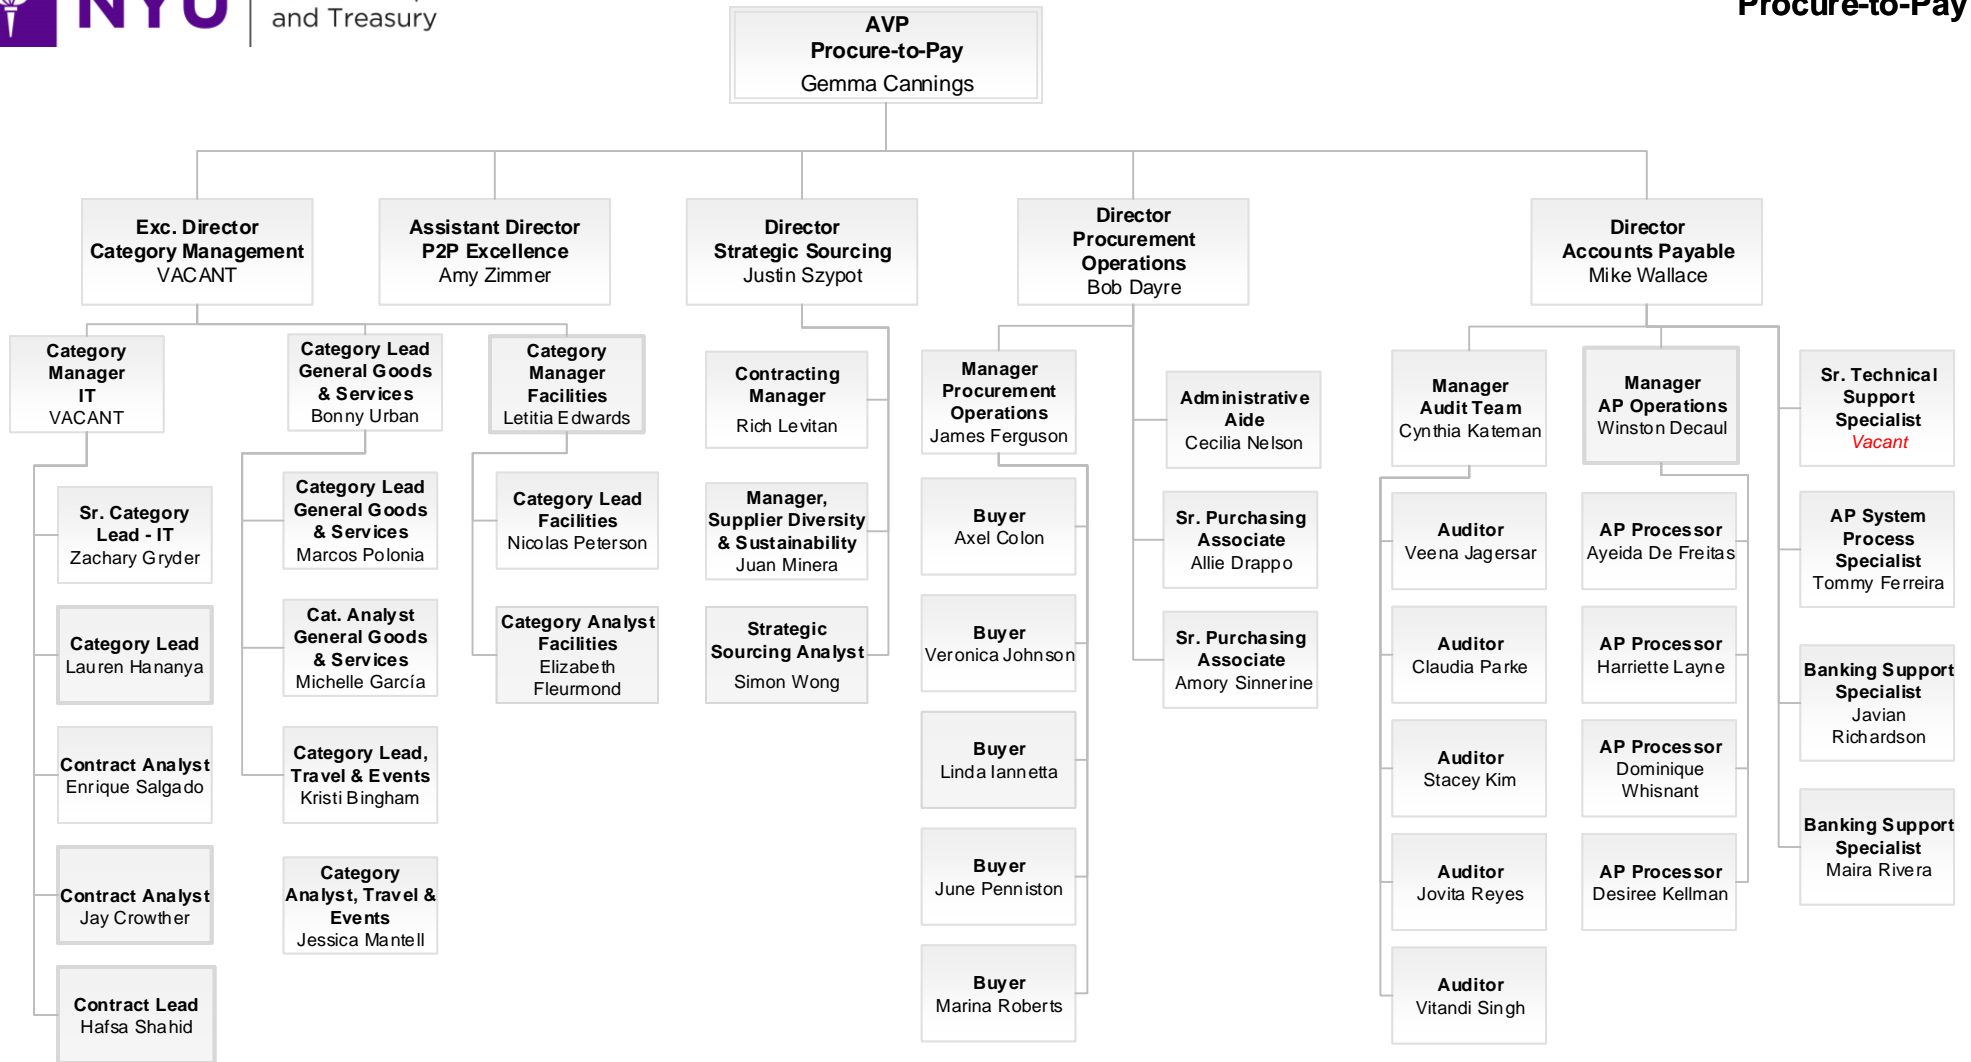 NYU
and Treasury
Procure-to-Pay
AVP
Procure-to-Pay
Gemma Cannings
Exc. Director
Category Management
VACANT
Assistant Director
P2P Excellence
Amy Zimmer
Director
Strategic Sourcing
Justin Szypot
Director
Procurement
Operations
Bob Dayre
Director
Accounts Payable
Mike Wallace
Category
Manager
IT
VACANT
Category Lead
General Goods
& Services
Bonny Urban
Category
Manager
Facilities
Letitia Edwards
Contracting
Manager
Rich Levitan
Manager
Procurement
Operations
James Ferguson
Administrative
Aide
Cecilia Nelson
Manager
Audit Team
Cynthia Kateman
Manager
AP Operations
Winston Decaul
Sr. Technical
Support
Specialist
Vacant
Sr. Category
Lead - IT
Zachary Gryder
Category Lead
General Goods
& Services
Marcos Polonia
Category Lead
Facilities
Nicolas Peterson
Manager,
Supplier Diversity
& Sustainability
Juan Minera
Buyer
Axel Colon
Sr. Purchasing
Associate
Allie Drappo
Auditor
Veena Jagersar
AP Processor
Ayeida De Freitas
AP System
Process
Specialist
Tommy Ferreira
Category Lead
Lauren Hananya
Cat. Analyst
General Goods
& Services
Michelle García
Category Analyst
Facilities
Elizabeth
Fleurmond
Strategic
Sourcing Analyst
Simon Wong
Buyer
Veronica Johnson
Sr. Purchasing
Associate
Amory Sinnerine
Auditor
Claudia Parke
AP Processor
Harriette Layne
Banking Support
Specialist
Javian
Richardson
Contract Analyst
Enrique Salgado
Category Lead,
Travel & Events
Kristi Bingham
Buyer
Linda Iannetta
Auditor
Stacey Kim
AP Processor
Dominique
Whisnant
Banking Support
Specialist
Maira Rivera
Contract Analyst
Jay Crowther
Category
Analyst, Travel &
Events
Jessica Mantell
Buyer
June Penniston
Auditor
Jovita Reyes
AP Processor
Desiree Kellman
Contract Lead
Hafsa Shahid
Buyer
Marina Roberts
Auditor
Vitandi Singh